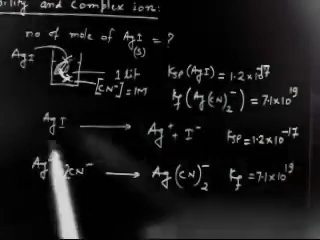 ility and complex ion:
no of mole of AgI (s) = ?
AgI
1 lit
[CN⁻] = 1M
Ksp (AgI) = 1.2×10⁻¹⁷
Kf (Ag(CN)₂⁻) = 7.1×10¹⁹
AgI ⟶ Ag⁺ + I⁻ Ksp = 1.2×10⁻¹⁷
Ag CN⁻ ⟶ Ag(CN)₂⁻ Kf = 7.1×10¹⁹